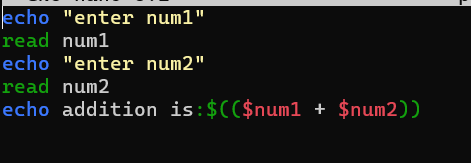 echo "enter num1"
read num1
echo "enter num2"
read num2
echo addition is:$(($num1 + $num2))